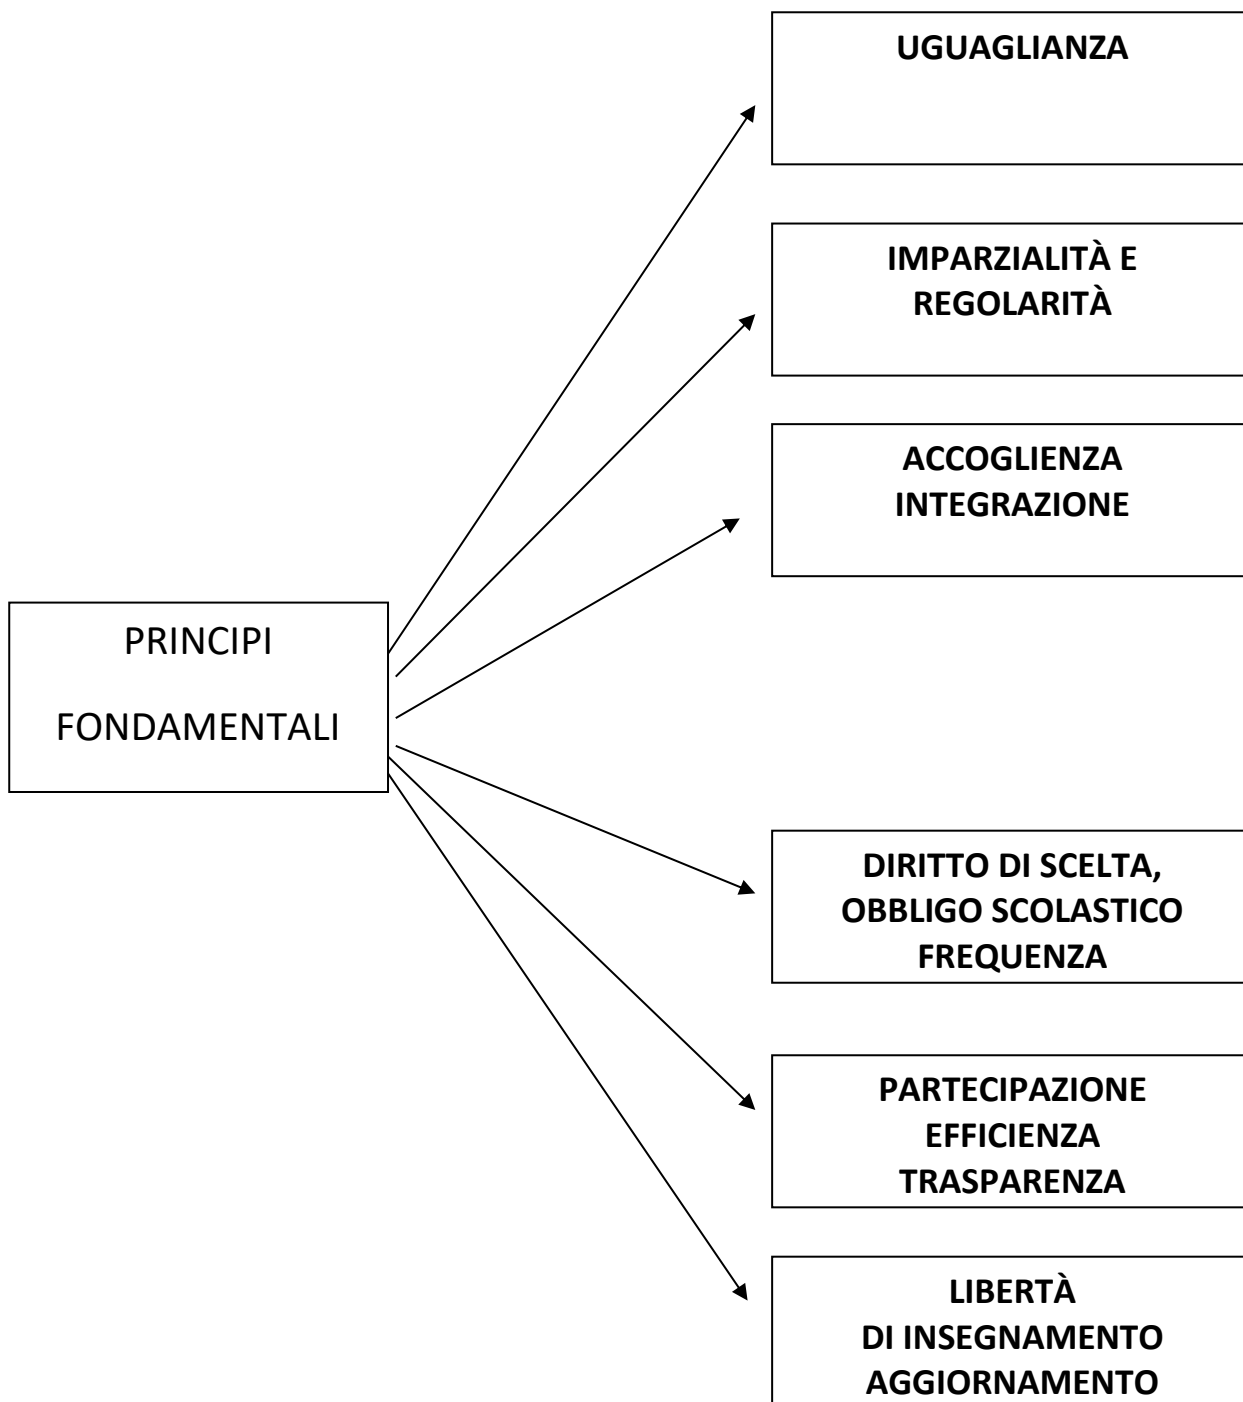 UGUAGLIANZA
IMPARZIALITÀ E
REGOLARITÀ
ACCOGLIENZA
INTEGRAZIONE
PRINCIPI
FONDAMENTALI
DIRITTO DI SCELTA,
OBBLIGO SCOLASTICO
FREQUENZA
PARTECIPAZIONE
EFFICIENZA
TRASPARENZA
LIBERTÀ
DI INSEGNAMENTO
AGGIORNAMENTO